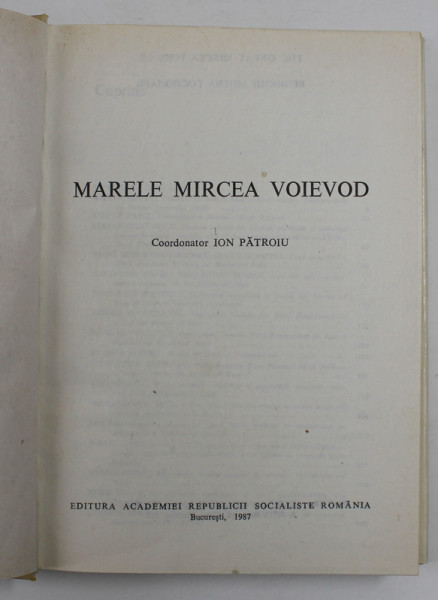 MARELE MIRCEA VOIEVOD
Coordonator ION PĂTROIU
EDITURA ACADEMIEI REPUBLICII SOCIALISTE ROMÂNIA
București, 1987